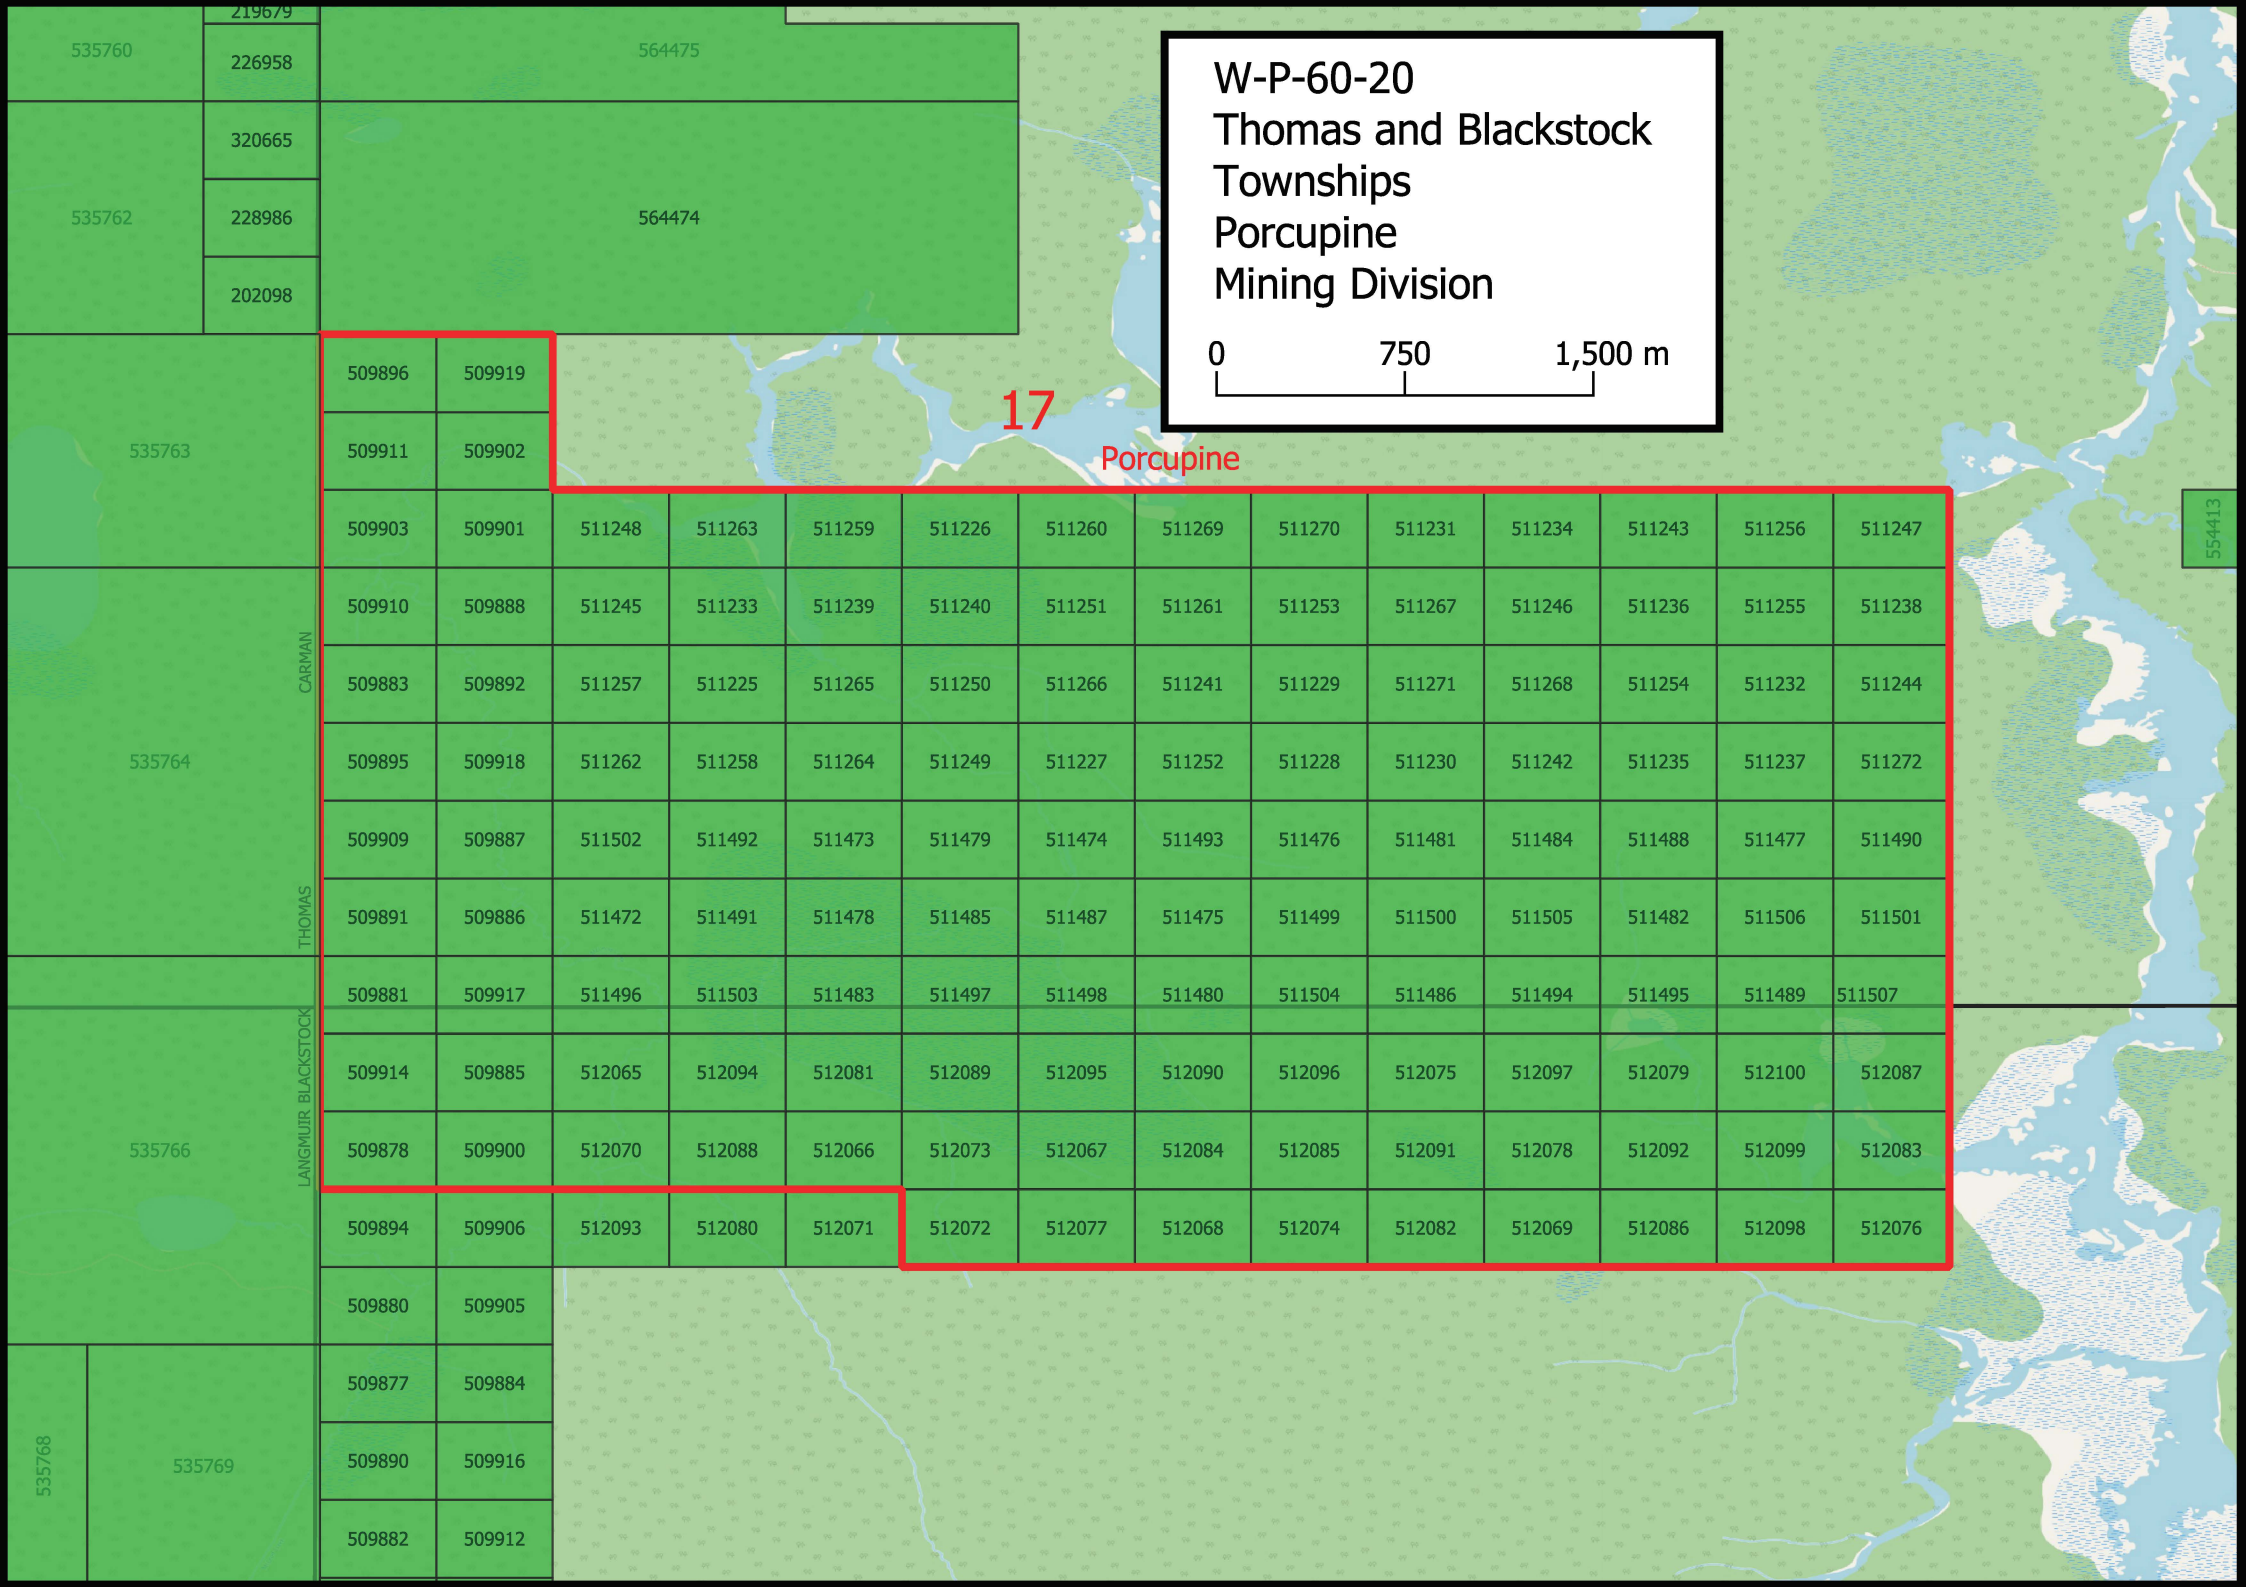 219679
535760
226958
564475
W-P-60-20
Thomas and Blackstock
Townships
Porcupine
Mining Division
0 750 1,500 m
320665
535762
228986
564474
202098
509896 509919
17
535763
509911 509902
Porcupine
509903 509901 511248 511263 511259 511226 511260 511269 511270 511231 511234 511243 511256 511247
554413
509910 509888 511245 511233 511239 511240 511251 511261 511253 511267 511246 511236 511255 511238
CARMAN
509883 509892 511257 511225 511265 511250 511266 511241 511229 511271 511268 511254 511232 511244
535764
509895 509918 511262 511258 511264 511249 511227 511252 511228 511230 511242 511235 511237 511272
509909 509887 511502 511492 511473 511479 511474 511493 511476 511481 511484 511488 511477 511490
THOMAS
509891 509886 511472 511491 511478 511485 511487 511475 511499 511500 511505 511482 511506 511501
509881 509917 511496 511503 511483 511497 511498 511480 511504 511486 511494 511495 511489 511507
LANGMUIR BLACKSTOCK
509914 509885 512065 512094 512081 512089 512095 512090 512096 512075 512097 512079 512100 512087
535766
509878 509900 512070 512088 512066 512073 512067 512084 512085 512091 512078 512092 512099 512083
509894 509906 512093 512080 512071 512072 512077 512068 512074 512082 512069 512086 512098 512076
509880 509905
509877 509884
535768
535769
509890 509916
509882 509912